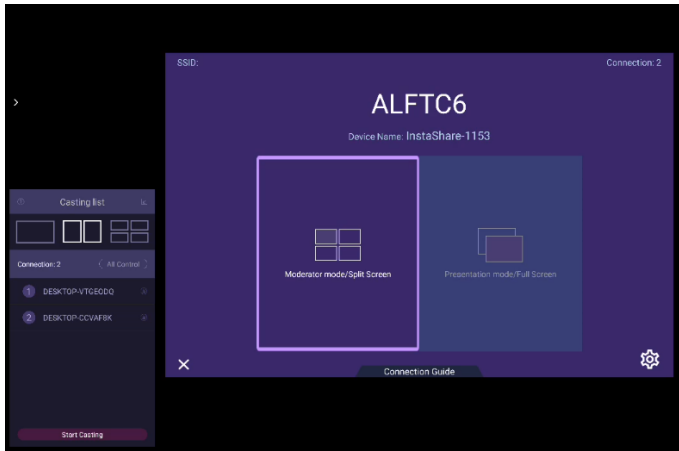 SSID:
Connection: 2
ALFTC6
Device Name: InstaShare-1153
Moderator mode/Split Screen
Presentation mode/Full Screen
Connection Guide
Casting list
Connection: 2
All Control
1 DESKTOP-VTGEODQ
2 DESKTOP-CCVAF8K
Start Casting